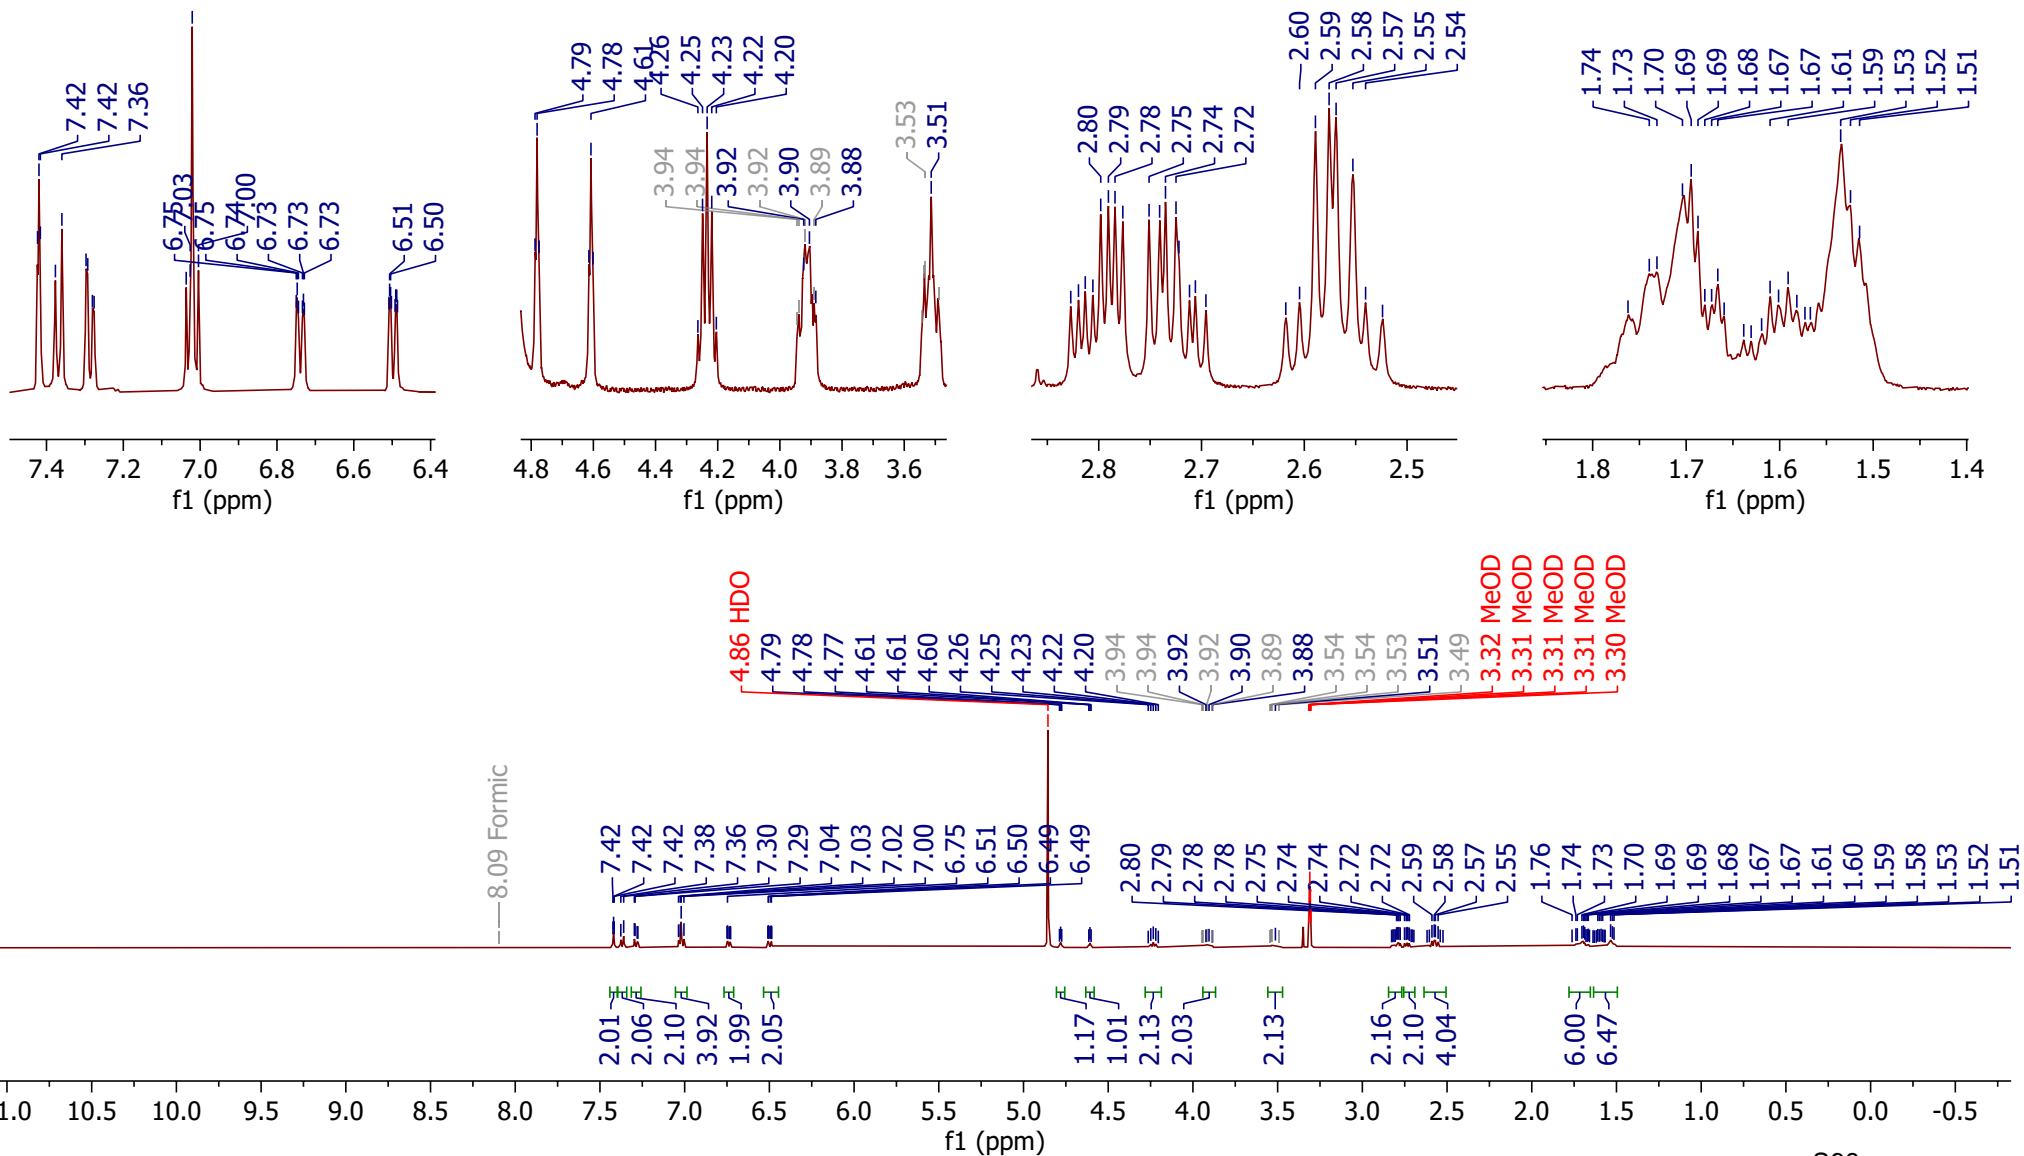 7.42 7.42 7.36
6.75 7.03 6.75 6.74 7.00 6.73 6.73 6.73 6.51 6.50
7.4 7.2 7.0 6.8 6.6 6.4
f1 (ppm)
4.79 4.78 4.61 4.26 4.25 4.23 4.22 4.20
3.94 3.94 3.92 3.92 3.90 3.89 3.88 3.53 3.51
4.8 4.6 4.4 4.2 4.0 3.8 3.6
f1 (ppm)
2.80 2.79 2.78 2.75 2.74 2.72 2.60 2.59 2.58 2.57 2.55 2.54
2.8 2.7 2.6 2.5
f1 (ppm)
1.74 1.73 1.70 1.69 1.69 1.68 1.67 1.67 1.61 1.59 1.53 1.52 1.51
1.8 1.7 1.6 1.5 1.4
f1 (ppm)
4.86 HDO 4.79 4.78 4.77 4.61 4.61 4.60 4.26 4.25 4.23 4.22 4.20 3.94 3.94 3.92 3.92 3.90 3.89 3.88 3.54 3.54 3.53 3.51 3.49 3.32 MeOD 3.31 MeOD 3.31 MeOD 3.31 MeOD 3.30 MeOD
8.09 Formic 7.42 7.42 7.42 7.38 7.36 7.30 7.29 7.04 7.03 7.02 7.00 6.75 6.51 6.50 6.49 6.49 2.80 2.79 2.78 2.78 2.75 2.74 2.74 2.72 2.72 2.59 2.58 2.57 2.55 1.76 1.74 1.73 1.70 1.69 1.69 1.68 1.67 1.67 1.61 1.60 1.59 1.58 1.53 1.52 1.51
2.01 2.06 2.10 3.92 1.99 2.05 1.17 1.01 2.13 2.03 2.13 2.16 2.10 4.04 6.00 6.47
1.0 10.5 10.0 9.5 9.0 8.5 8.0 7.5 7.0 6.5 6.0 5.5 5.0 4.5 4.0 3.5 3.0 2.5 2.0 1.5 1.0 0.5 0.0 -0.5
f1 (ppm)